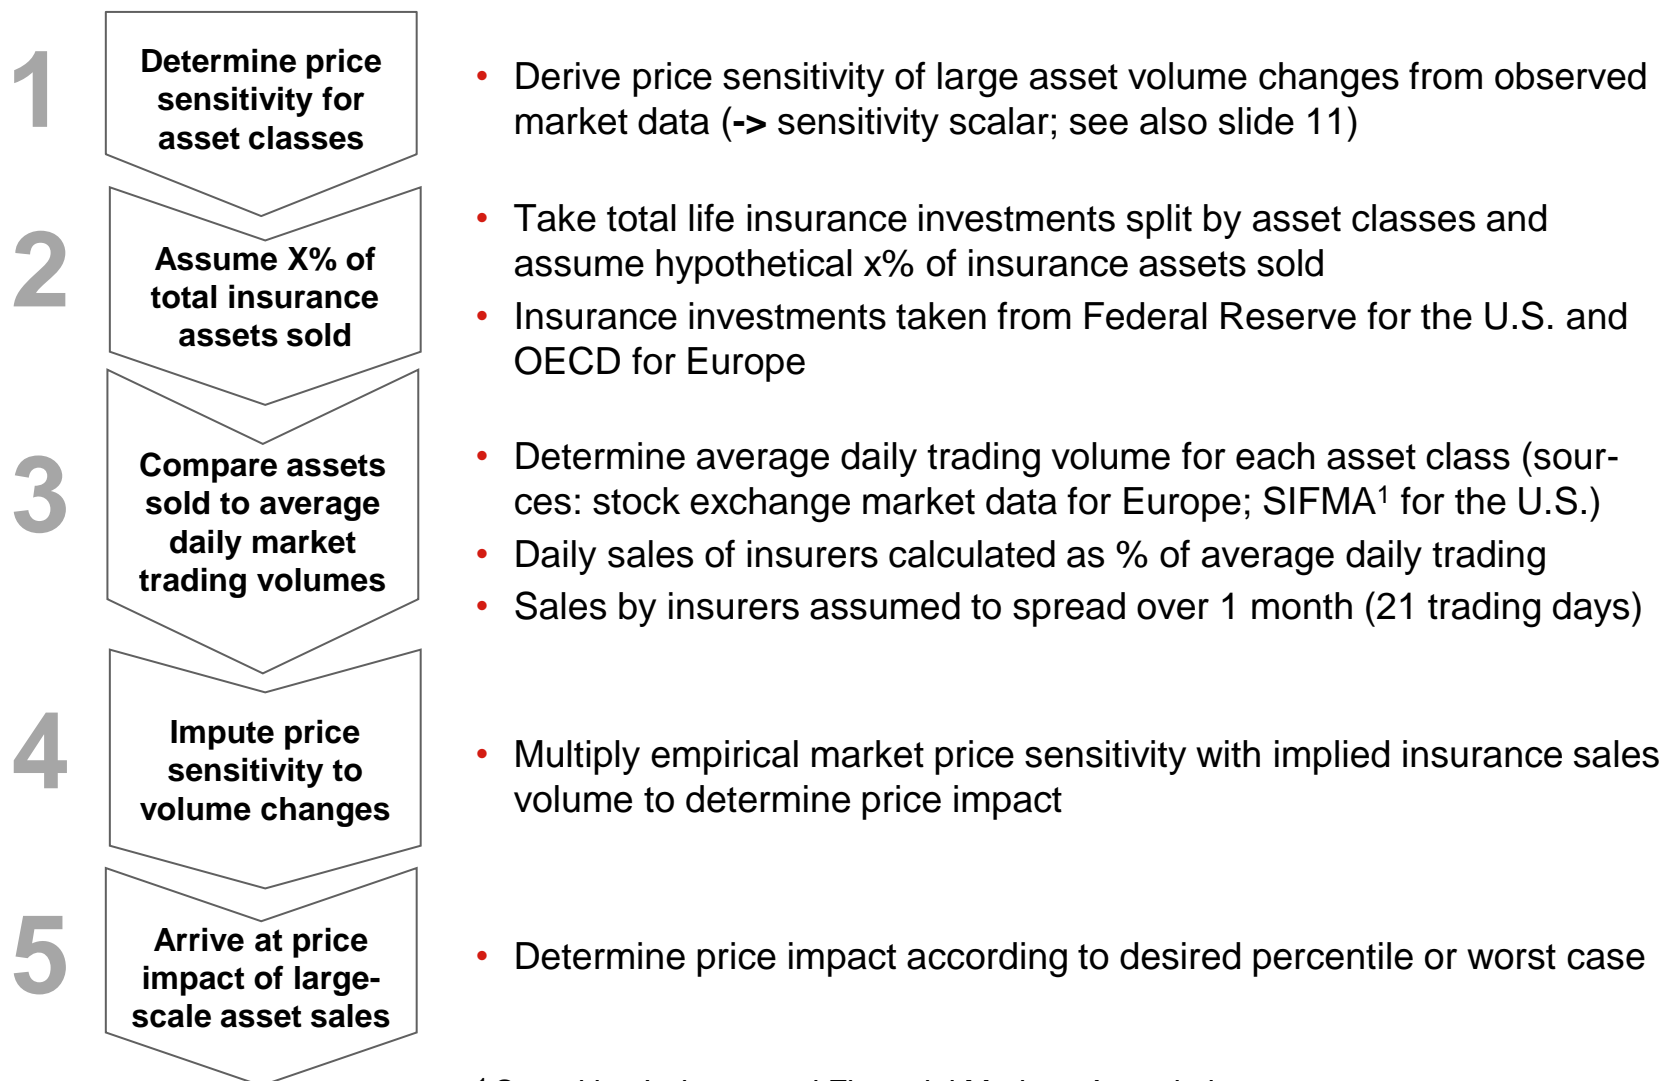 1
Determine price
sensitivity for
asset classes
• Derive price sensitivity of large asset volume changes from observed
market data (-> sensitivity scalar; see also slide 11)
2
Assume X% of
total insurance
assets sold
• Take total life insurance investments split by asset classes and
assume hypothetical x% of insurance assets sold
• Insurance investments taken from Federal Reserve for the U.S. and
OECD for Europe
3
Compare assets
sold to average
daily market
trading volumes
• Determine average daily trading volume for each asset class (sour-
ces: stock exchange market data for Europe; SIFMA¹ for the U.S.)
• Daily sales of insurers calculated as % of average daily trading
• Sales by insurers assumed to spread over 1 month (21 trading days)
4
Impute price
sensitivity to
volume changes
• Multiply empirical market price sensitivity with implied insurance sales
volume to determine price impact
5
Arrive at price
impact of large-
scale asset sales
• Determine price impact according to desired percentile or worst case